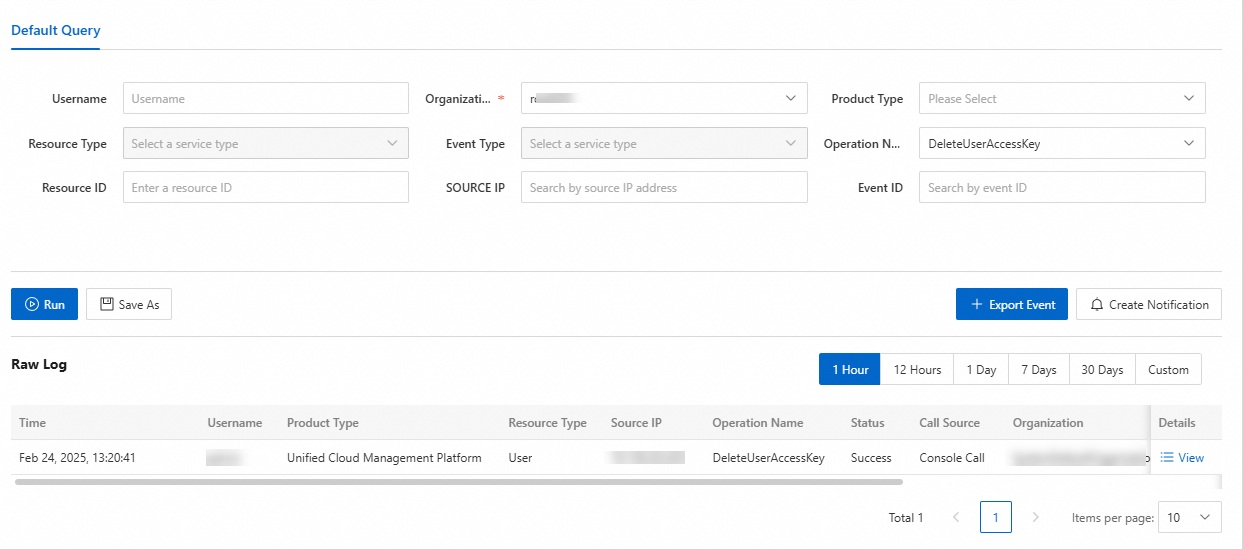 Default Query
Username Username Organizati... * Product Type Please Select
Resource Type Select a service type Event Type Select a service type Operation N... DeleteUserAccessKey
Resource ID Enter a resource ID SOURCE IP Search by source IP address Event ID Search by event ID
Run Save As Export Event Create Notification
Raw Log 1 Hour 12 Hours 1 Day 7 Days 30 Days Custom
Time Username Product Type Resource Type Source IP Operation Name Status Call Source Organization Details
Feb 24, 2025, 13:20:41 Unified Cloud Management Platform User DeleteUserAccessKey Success Console Call View
Total 1 1 Items per page: 10